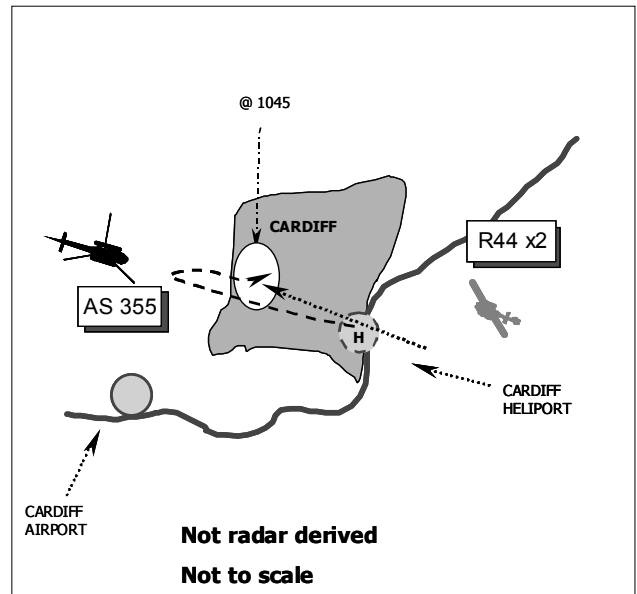 @ 1045
CARDIFF
R44 x2
AS 355
H
CARDIFF
HELIPORT
CARDIFF
AIRPORT
Not radar derived
Not to scale